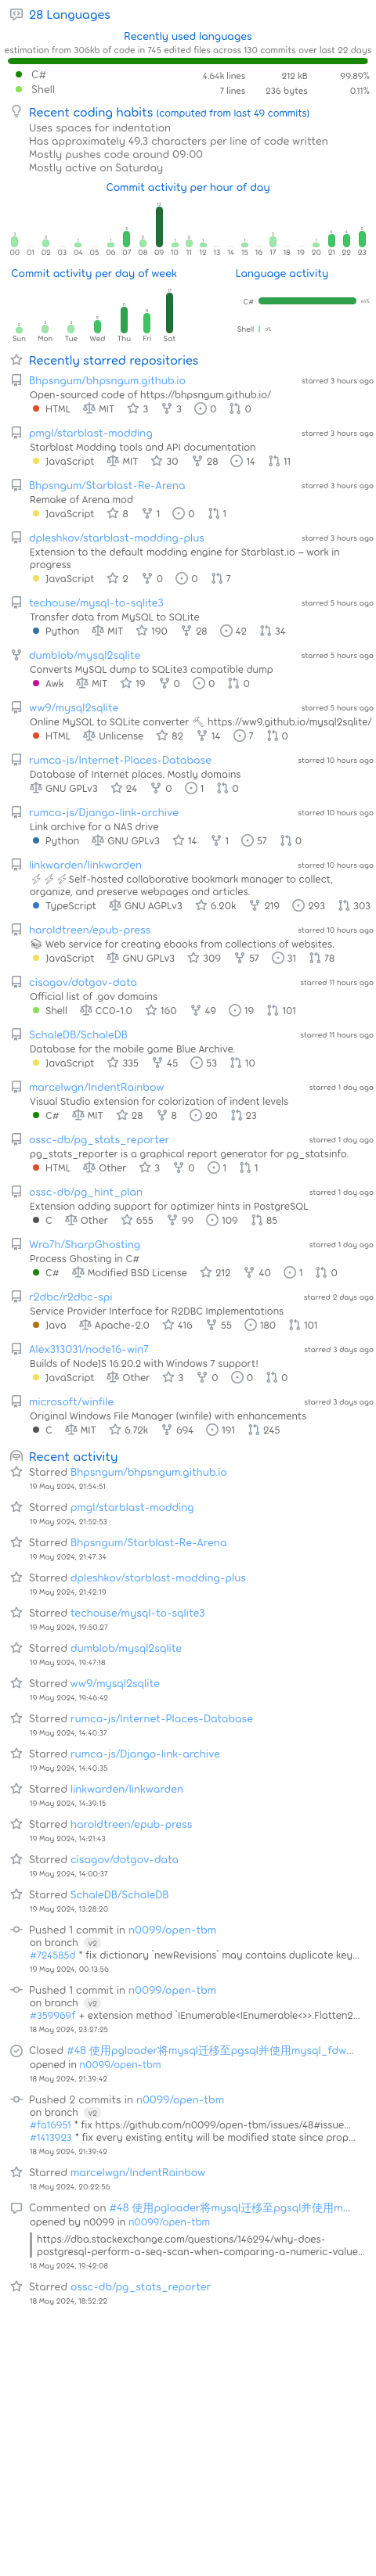 28 Languages
Recently used languages
estimation from 306kb of code in 745 edited files across 130 commits over last 22 days
C# 4.64k lines 212 kB 99.89%
Shell 7 lines 236 bytes 0.11%
Recent coding habits (computed from last 49 commits)
Uses spaces for indentation
Has approximately 49.3 characters per line of code written
Mostly pushes code around 09:00
Mostly active on Saturday
Commit activity per hour of day
00 01 02 03 04 05 06 07 08 09 10 11 12 13 14 15 16 17 18 19 20 21 22 23
Commit activity per day of week
Language activity
C#
Shell
Sun Mon Tue Wed Thu Fri Sat
Recently starred repositories
Bhpsngum/bhpsngum.github.io starred 3 hours ago
Open-sourced code of https://bhpsngum.github.io/
HTML MIT 3 3 0 0
pmgl/starblast-modding starred 3 hours ago
Starblast Modding tools and API documentation
JavaScript MIT 30 28 14 11
Bhpsngum/Starblast-Re-Arena starred 3 hours ago
Remake of Arena mod
JavaScript 8 1 0 1
dpleshkov/starblast-modding-plus starred 3 hours ago
Extension to the default modding engine for Starblast.io – work in
progress
JavaScript 2 0 0 7
techouse/mysql-to-sqlite3 starred 5 hours ago
Transfer data from MySQL to SQLite
Python MIT 190 28 42 34
dumblob/mysql2sqlite starred 5 hours ago
Converts MySQL dump to SQLite3 compatible dump
Awk MIT 19 0 0 0
ww9/mysql2sqlite starred 5 hours ago
Online MySQL to SQLite converter 🔨 https://ww9.github.io/mysql2sqlite/
HTML Unlicense 82 14 7 0
rumca-js/Internet-Places-Database starred 10 hours ago
Database of Internet places. Mostly domains
GNU GPLv3 24 0 1 0
rumca-js/Django-link-archive starred 10 hours ago
Link archive for a NAS drive
Python GNU GPLv3 14 1 57 0
linkwarden/linkwarden starred 10 hours ago
⚡⚡⚡Self-hosted collaborative bookmark manager to collect,
organize, and preserve webpages and articles.
TypeScript GNU AGPLv3 6.20k 219 293 303
haroldtreen/epub-press starred 10 hours ago
📚 Web service for creating ebooks from collections of websites.
JavaScript GNU GPLv3 309 57 31 78
cisagov/dotgov-data starred 11 hours ago
Official list of .gov domains
Shell CC0-1.0 160 49 19 101
SchaleDB/SchaleDB starred 11 hours ago
Database for the mobile game Blue Archive.
JavaScript 335 45 53 10
marcelwgn/IndentRainbow starred 1 day ago
Visual Studio extension for colorization of indent levels
C# MIT 28 8 20 23
ossc-db/pg_stats_reporter starred 1 day ago
pg_stats_reporter is a graphical report generator for pg_statsinfo.
HTML Other 3 0 1 1
ossc-db/pg_hint_plan starred 1 day ago
Extension adding support for optimizer hints in PostgreSQL
C Other 655 99 109 85
Wra7h/SharpGhosting starred 1 day ago
Process Ghosting in C#
C# Modified BSD License 212 40 1 0
r2dbc/r2dbc-spi starred 2 days ago
Service Provider Interface for R2DBC Implementations
Java Apache-2.0 416 55 180 101
Alex313031/node16-win7 starred 3 days ago
Builds of NodeJS 16.20.2 with Windows 7 support!
JavaScript Other 3 0 0 0
microsoft/winfile starred 3 days ago
Original Windows File Manager (winfile) with enhancements
C MIT 6.72k 694 191 245
Recent activity
Starred Bhpsngum/bhpsngum.github.io
19 May 2024, 21:54:51
Starred pmgl/starblast-modding
19 May 2024, 21:52:53
Starred Bhpsngum/Starblast-Re-Arena
19 May 2024, 21:47:34
Starred dpleshkov/starblast-modding-plus
19 May 2024, 21:42:19
Starred techouse/mysql-to-sqlite3
19 May 2024, 19:50:27
Starred dumblob/mysql2sqlite
19 May 2024, 19:47:18
Starred ww9/mysql2sqlite
19 May 2024, 19:46:42
Starred rumca-js/Internet-Places-Database
19 May 2024, 14:40:37
Starred rumca-js/Django-link-archive
19 May 2024, 14:40:35
Starred linkwarden/linkwarden
19 May 2024, 14:39:15
Starred haroldtreen/epub-press
19 May 2024, 14:21:43
Starred cisagov/dotgov-data
19 May 2024, 14:00:37
Starred SchaleDB/SchaleDB
19 May 2024, 13:28:20
Pushed 1 commit in n0099/open-tbm
on branch v2
#724585d * fix dictionary `newRevisions` may contains duplicate key...
19 May 2024, 00:13:56
Pushed 1 commit in n0099/open-tbm
on branch v2
#359969f + extension method `IEnumerable<IEnumerable<>>.Flatten2...
18 May 2024, 23:27:25
Closed #48 使用pgloader将mysql迁移至pgsql并使用mysql_fdw...
opened in n0099/open-tbm
18 May 2024, 21:39:42
Pushed 2 commits in n0099/open-tbm
on branch v2
#fa16951 * fix https://github.com/n0099/open-tbm/issues/48#issue...
#1413923 * fix every existing entity will be modified state since prop...
18 May 2024, 21:39:42
Starred marcelwgn/IndentRainbow
18 May 2024, 20:22:56
Commented on #48 使用pgloader将mysql迁移至pgsql并使用m...
opened by n0099 in n0099/open-tbm
https://dba.stackexchange.com/questions/146294/why-does-
postgresql-perform-a-seq-scan-when-comparing-a-numeric-value...
18 May 2024, 19:42:08
Starred ossc-db/pg_stats_reporter
18 May 2024, 18:52:22